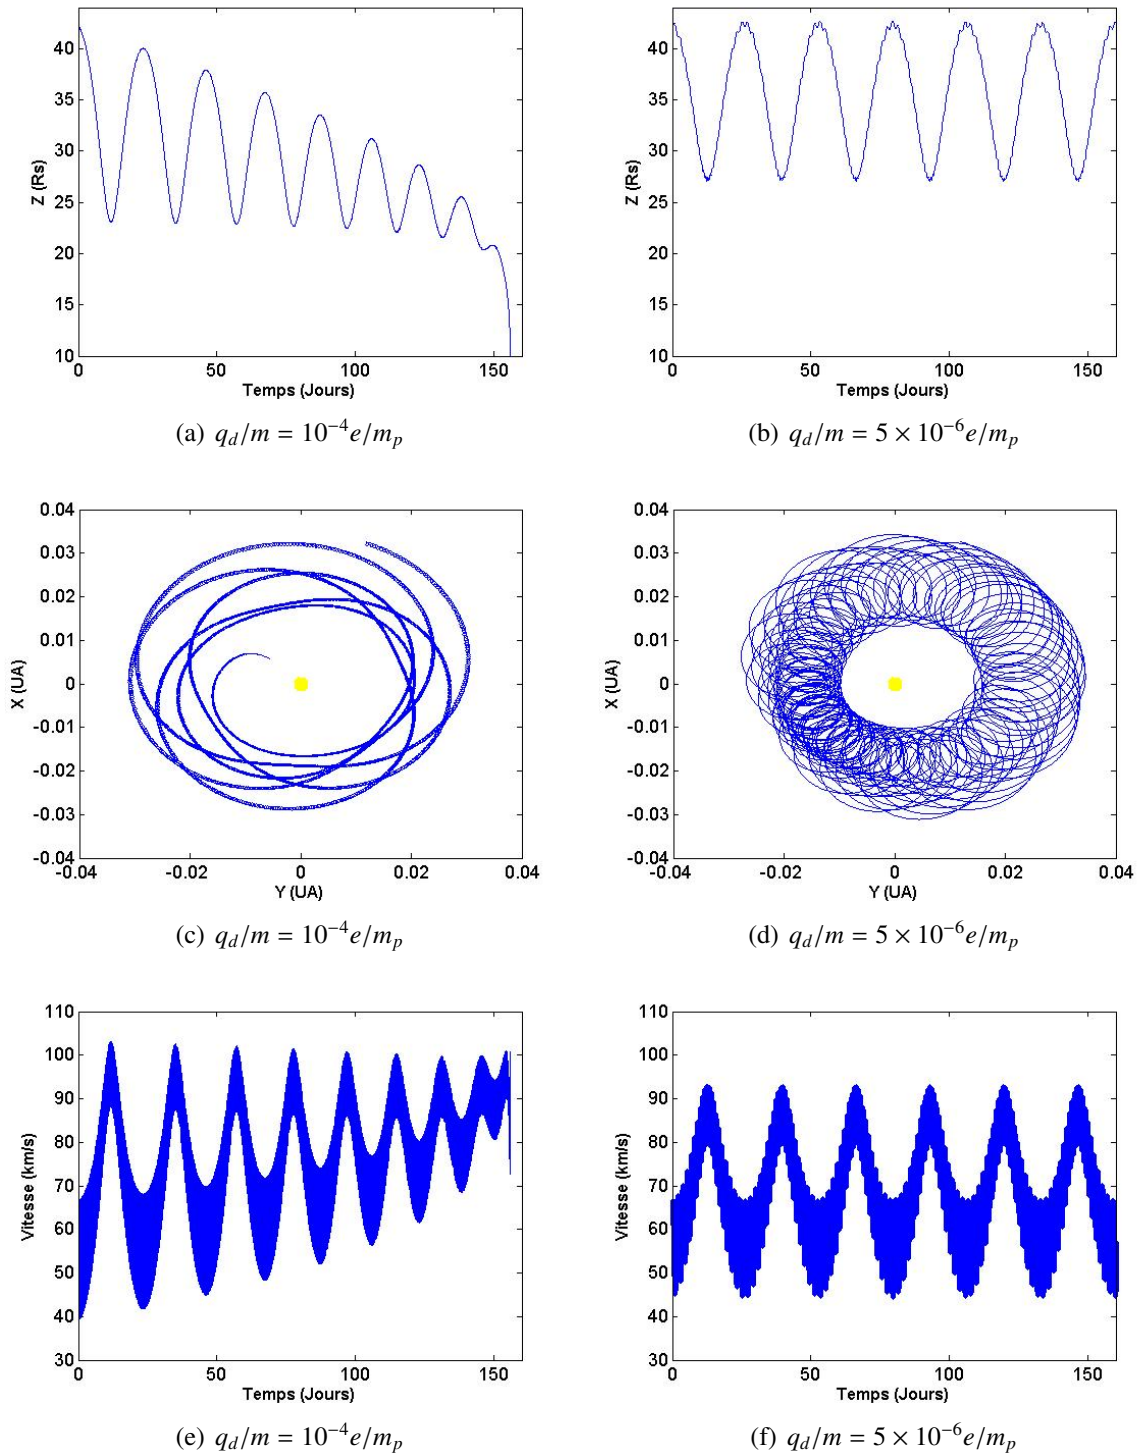 40
35
30
25
20
15
10
Z (Rs)
0 50 100 150
Temps (Jours)
40
35
30
25
20
15
10
Z (Rs)
0 50 100 150
Temps (Jours)
(a) q_d/m = 10^{-4}e/m_p
(b) q_d/m = 5 × 10^{-6}e/m_p
0.04
0.03
0.02
0.01
0
-0.01
-0.02
-0.03
-0.04
X (UA)
-0.04 -0.02 0 0.02 0.04
Y (UA)
0.04
0.03
0.02
0.01
0
-0.01
-0.02
-0.03
-0.04
X (UA)
-0.04 -0.02 0 0.02 0.04
Y (UA)
(c) q_d/m = 10^{-4}e/m_p
(d) q_d/m = 5 × 10^{-6}e/m_p
110
100
90
80
70
60
50
40
30
Vitesse (km/s)
0 50 100 150
Temps (Jours)
110
100
90
80
70
60
50
40
30
Vitesse (km/s)
0 50 100 150
Temps (Jours)
(e) q_d/m = 10^{-4}e/m_p
(f) q_d/m = 5 × 10^{-6}e/m_p